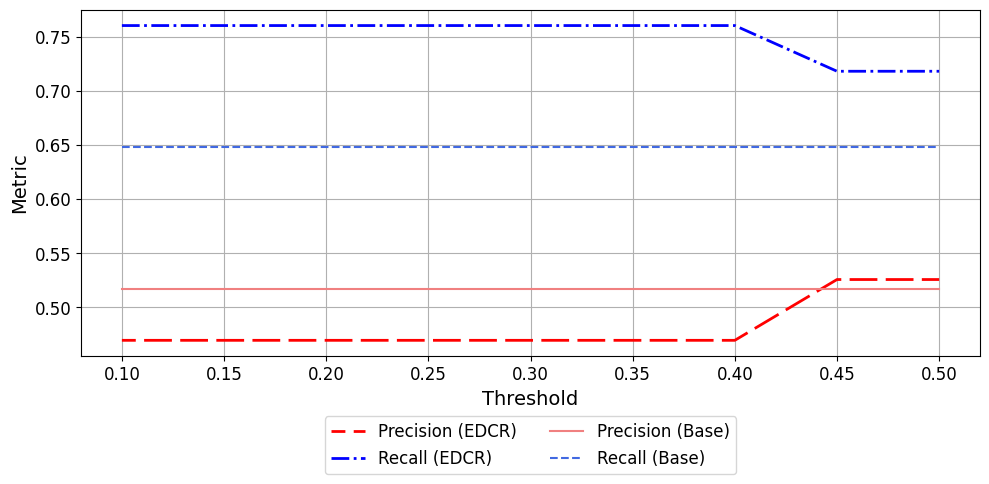 0.75
0.70
0.65
0.60
0.55
0.50
Metric
0.10 0.15 0.20 0.25 0.30 0.35 0.40 0.45 0.50
Threshold
Precision (EDCR) Precision (Base)
Recall (EDCR) Recall (Base)